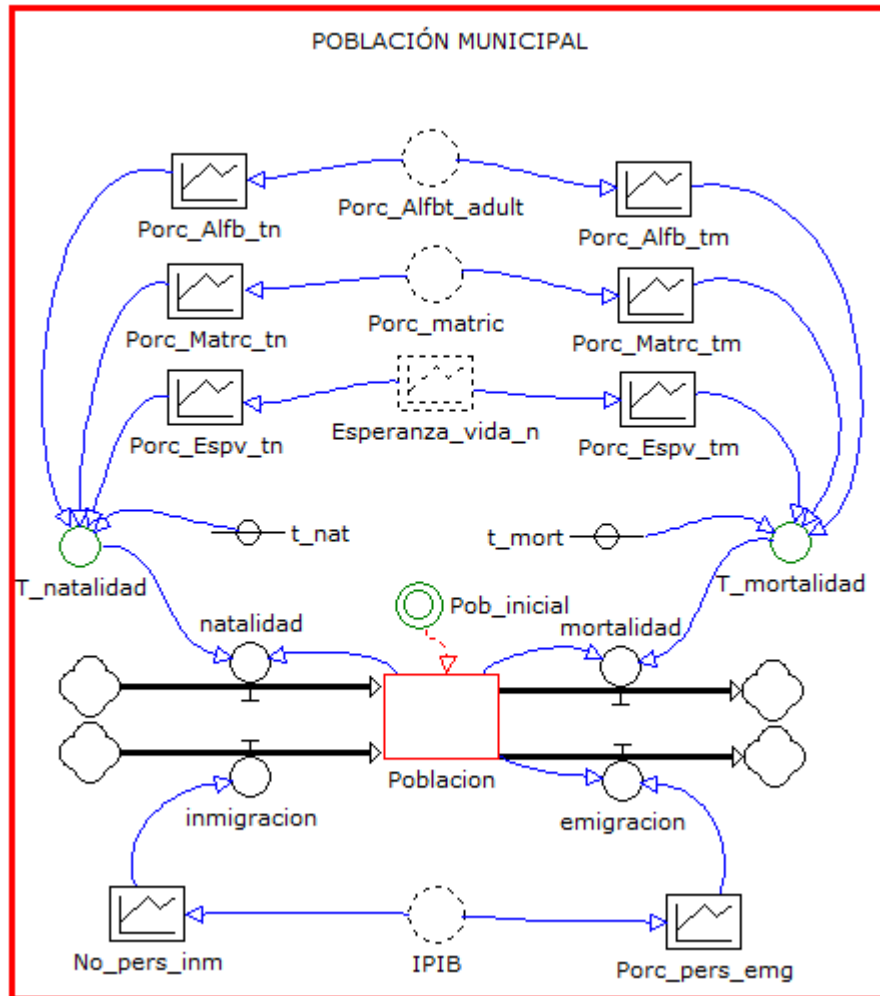 POBLACIÓN MUNICIPAL
Porc_Alfbt_adult
Porc_Alfb_tn
Porc_Alfb_tm
Porc_matric
Porc_Matrc_tn
Porc_Matrc_tm
Esperanza_vida_n
Porc_Espv_tn
Porc_Espv_tm
t_nat
t_mort
T_natalidad
T_mortalidad
Pob_inicial
natalidad
mortalidad
Poblacion
inmigracion
emigracion
No_pers_inm
IPIB
Porc_pers_emg